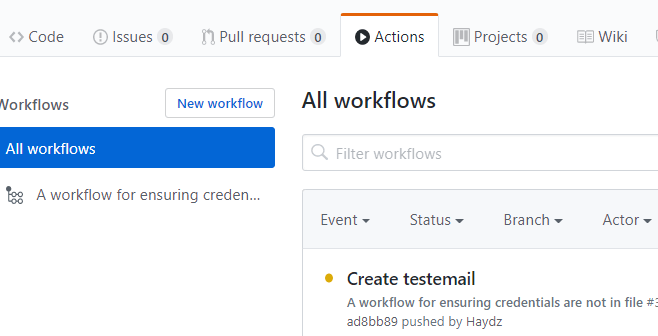 Code Issues 0 Pull requests 0 Actions Projects 0 Wiki
Workflows New workflow
All workflows
A workflow for ensuring creden...
All workflows
Filter workflows
Event Status Branch Actor
Create testemail
A workflow for ensuring credentials are not in file
ad8bb89 pushed by Haydz